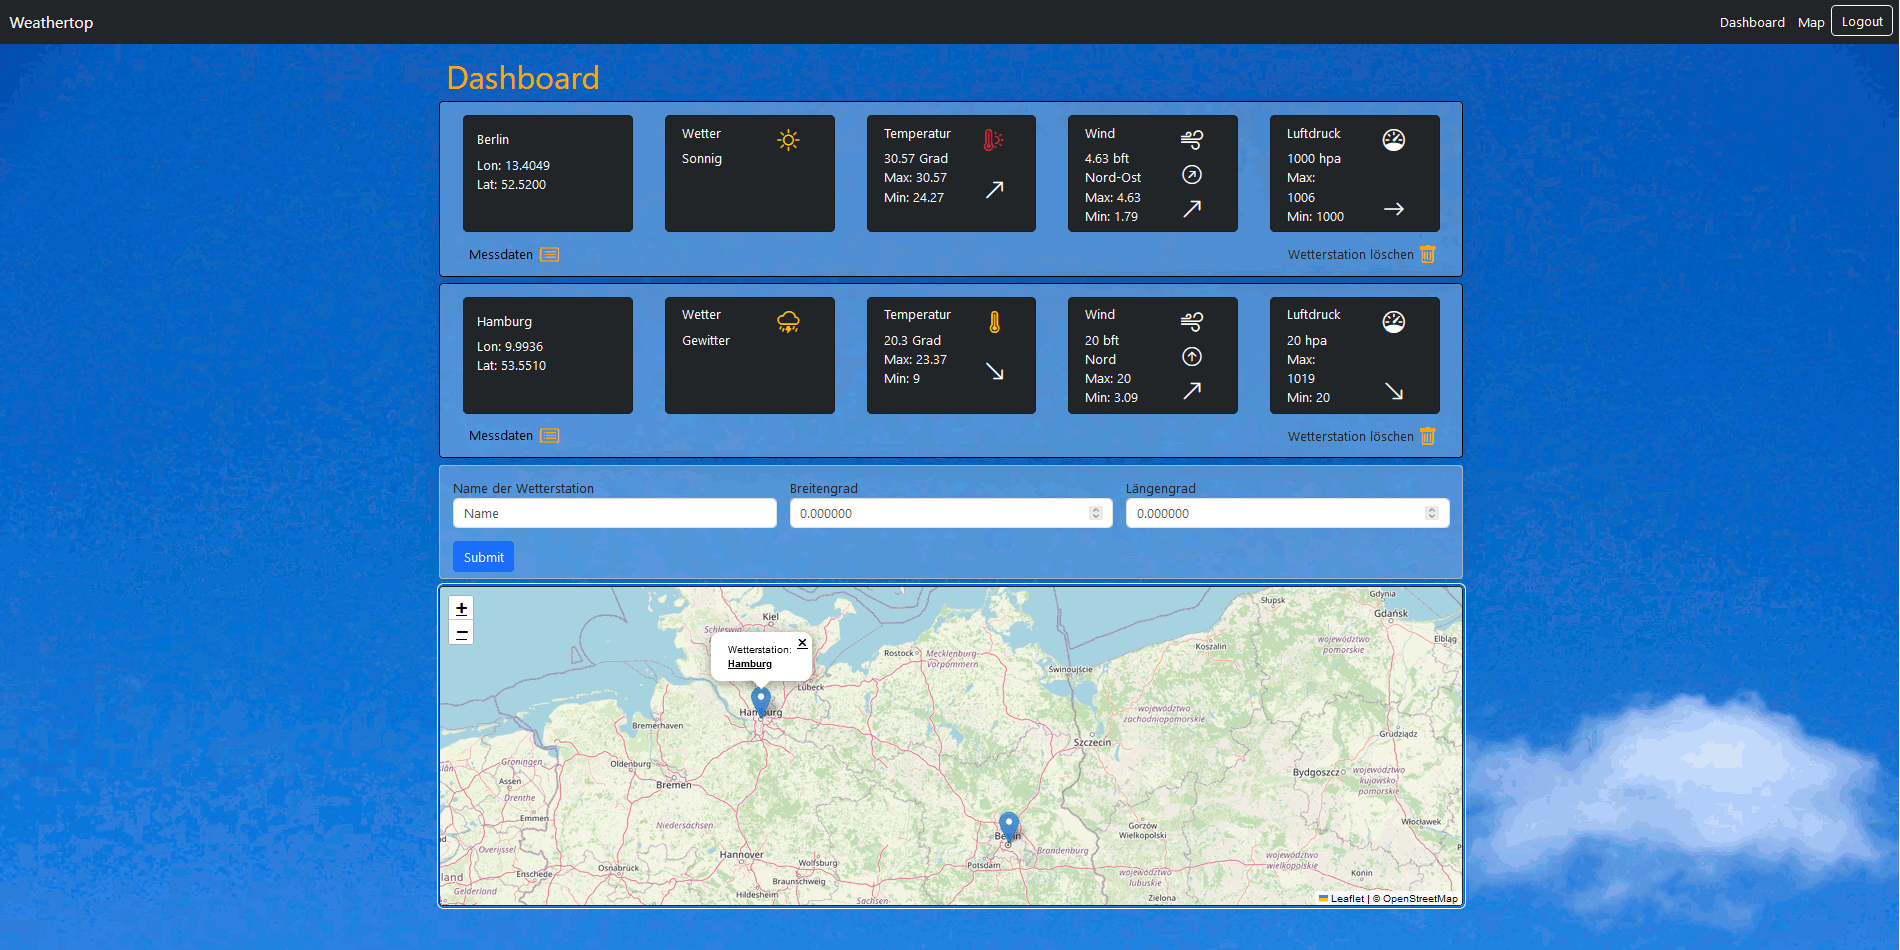 Weathertop
Dashboard Map Logout
Dashboard
Berlin
Lon: 13.4049
Lat: 52.5200
Wetter
Sonnig
Temperatur
30.57 Grad
Max: 30.57
Min: 24.27
Wind
4.63 bft
Nord-Ost
Max: 4.63
Min: 1.79
Luftdruck
1000 hpa
Max:
1006
Min: 1000
Messdaten
Wetterstation löschen
Hamburg
Lon: 9.9936
Lat: 53.5510
Wetter
Gewitter
Temperatur
20.3 Grad
Max: 23.37
Min: 9
Wind
20 bft
Nord
Max: 20
Min: 3.09
Luftdruck
20 hpa
Max:
1019
Min: 20
Messdaten
Wetterstation löschen
Name der Wetterstation
Name
Breitengrad
0.000000
Längengrad
0.000000
Submit
+
−
Wetterstation: ×
Hamburg
Kiel
Schleswig
Lübeck
Hamburg
Rostock
Mecklenburg
Vorpommern
Słupsk
Gdynia
Gdańsk
Elbląg
Koszalin
województwo
pomorskie
Świnoujście
województwo
zachodniopomorskie
Szczecin
Grudziądz
Bremerhaven
Groningen
Oldenburg
Bremen
Assen
Drenthe
Emmen
Niedersachsen
Bydgoszcz
województwo
kujawsko-
pomorskie
Włocławek
Berlin
Potsdam
Brandenburg
Gorzów
Wielkopolski
Overijssel
Enschede
Osnabrück
Hannover
Wolfsburg
Braunschweig
Hildesheim
Sachsen-
województwo
wielkopolskie
województwo
lubuskie
Konin
Zielona
land
Gelderland
Leaflet | © OpenStreetMap